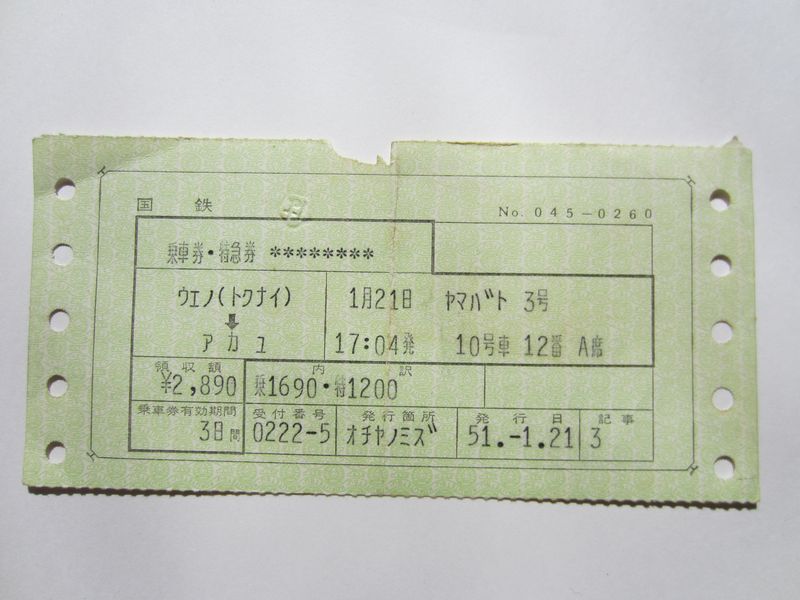 国鉄
No. 045-0260
乗車券・特急券 ********
ウエノ(トクナイ)
1月21日 ヤマバト 3号
⬇
アカユ
17:04発 10号車 12番 A席
領収額
¥2,890
内訳
乗1690・特1200
乗車券有効期間
3日間
受付番号
0222-5
発行箇所
オチヤノミズ
発行日
51.-1.21
記事
3